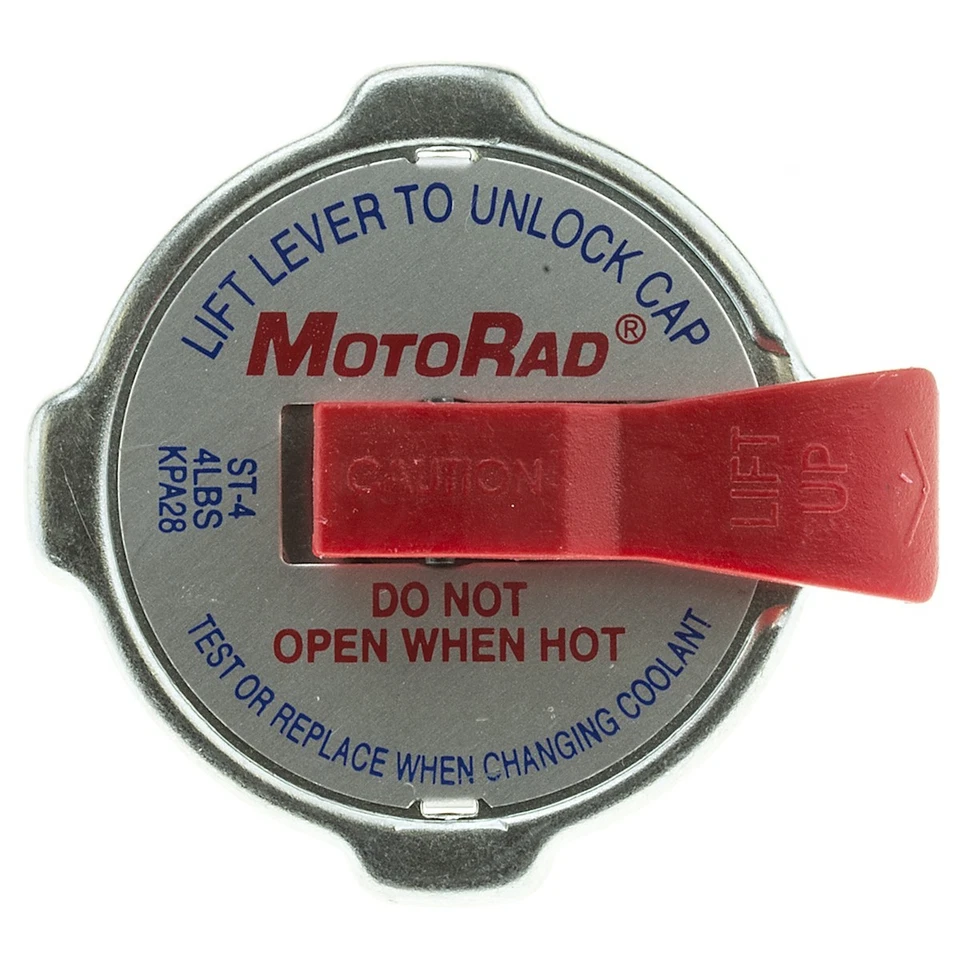 LIFT LEVER TO UNLOCK CAP
MOTORAD®
ST-4
4LBS
KPA28
CAUTION
LIFT
UP
DO NOT
OPEN WHEN HOT
TEST OR REPLACE WHEN CHANGING COOLANT